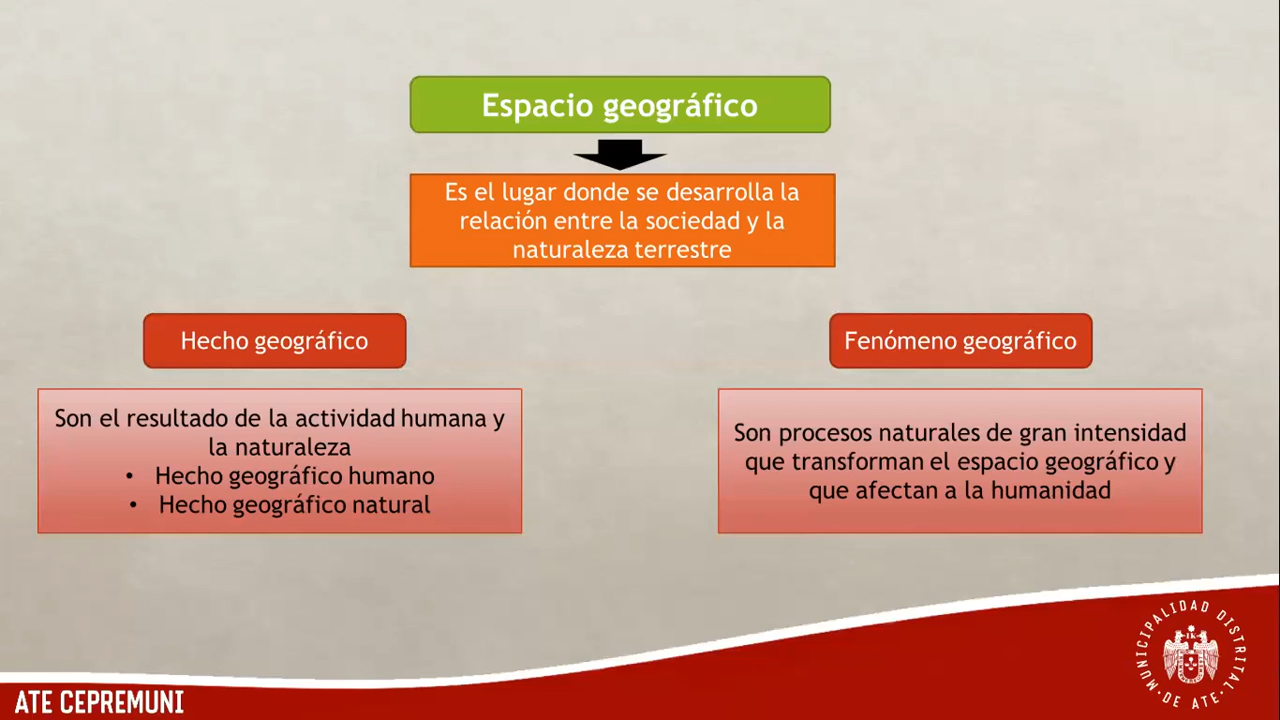 Espacio geográfico
Es el lugar donde se desarrolla la
relación entre la sociedad y la
naturaleza terrestre
Hecho geográfico
Son el resultado de la actividad humana y
la naturaleza
• Hecho geográfico humano
• Hecho geográfico natural
Fenómeno geográfico
Son procesos naturales de gran intensidad
que transforman el espacio geográfico y
que afectan a la humanidad
ATE CEPREMUNI
MUNICIPALIDAD DISTRITAL
· DE ATE ·